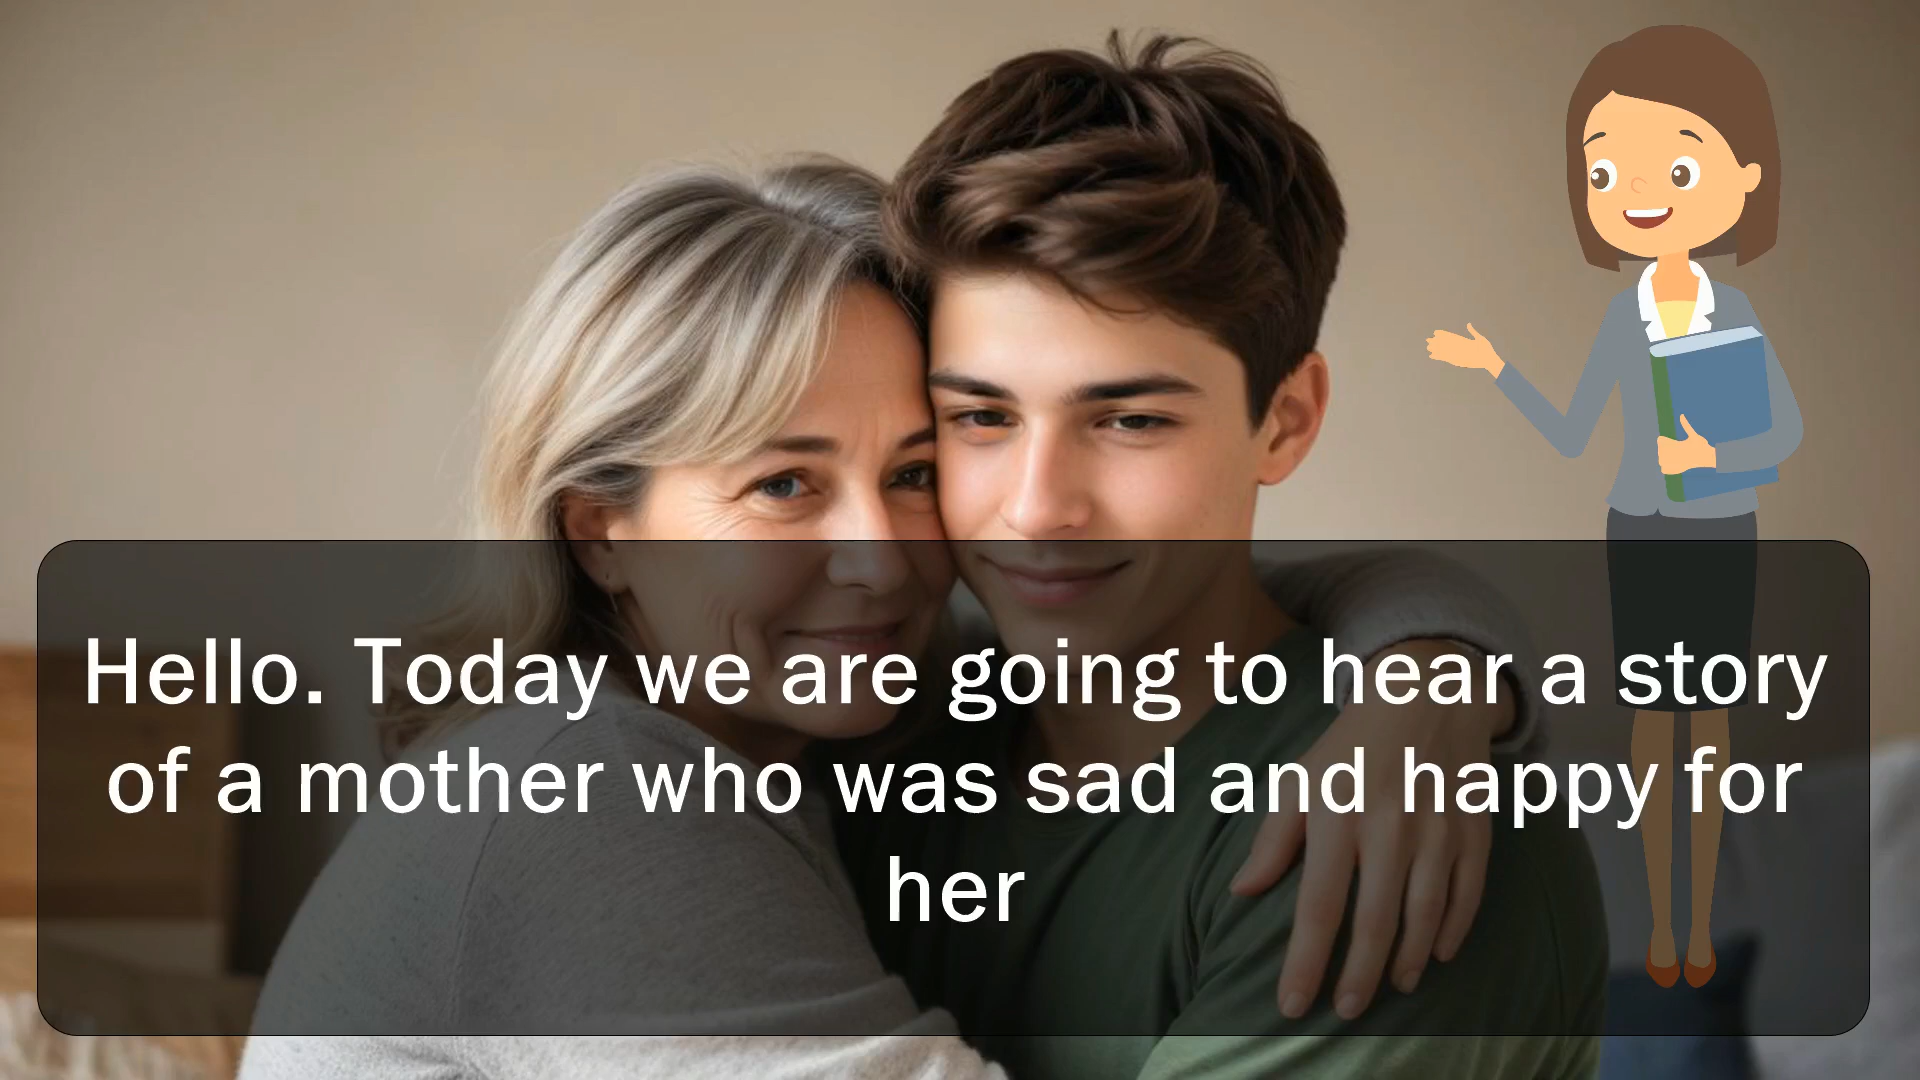 Hello. Today we are going to hear a story
of a mother who was sad and happy for
her